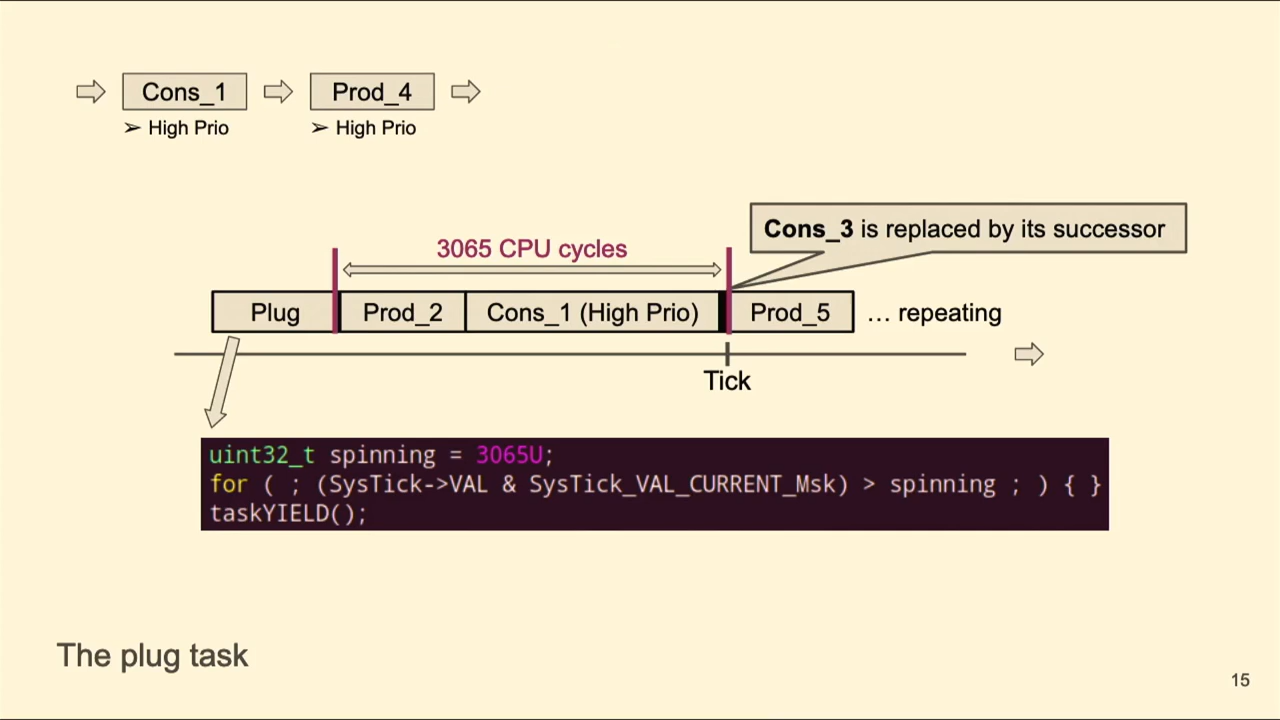 Cons_1
Prod_4
➢ High Prio
➢ High Prio
Cons_3 is replaced by its successor
3065 CPU cycles
Plug
Prod_2
Cons_1 (High Prio)
Prod_5
… repeating
Tick
uint32_t spinning = 3065U;
for ( ; (SysTick->VAL & SysTick_VAL_CURRENT_Msk) > spinning ; ) { }
taskYIELD();
The plug task
15